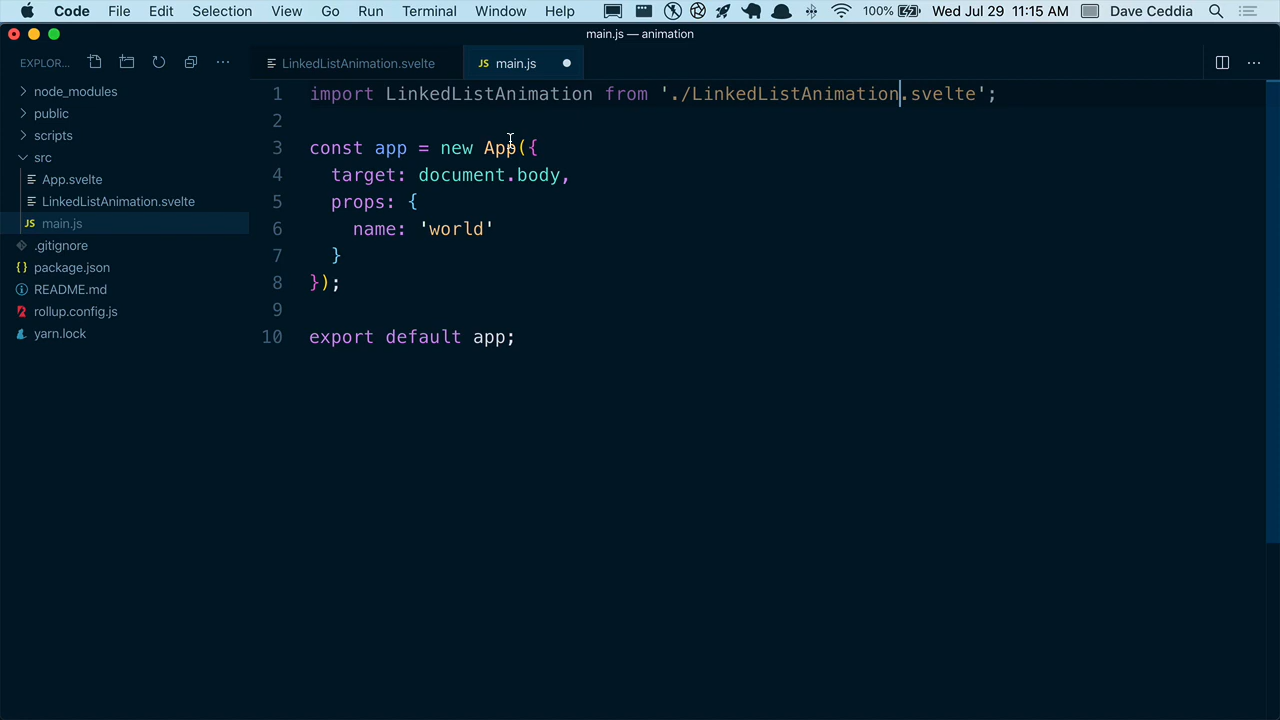 Code File Edit Selection View Go Run Terminal Window Help 100% Wed Jul 29 11:15 AM Dave Ceddia
main.js — animation
EXPLOR... LinkedListAnimation.svelte JS main.js
node_modules
public
scripts
src
App.svelte
LinkedListAnimation.svelte
JS main.js
.gitignore
{} package.json
README.md
rollup.config.js
yarn.lock
1 import LinkedListAnimation from './LinkedListAnimation.svelte';
2
3 const app = new App({
4 target: document.body,
5 props: {
6 name: 'world'
7 }
8 });
9
10 export default app;